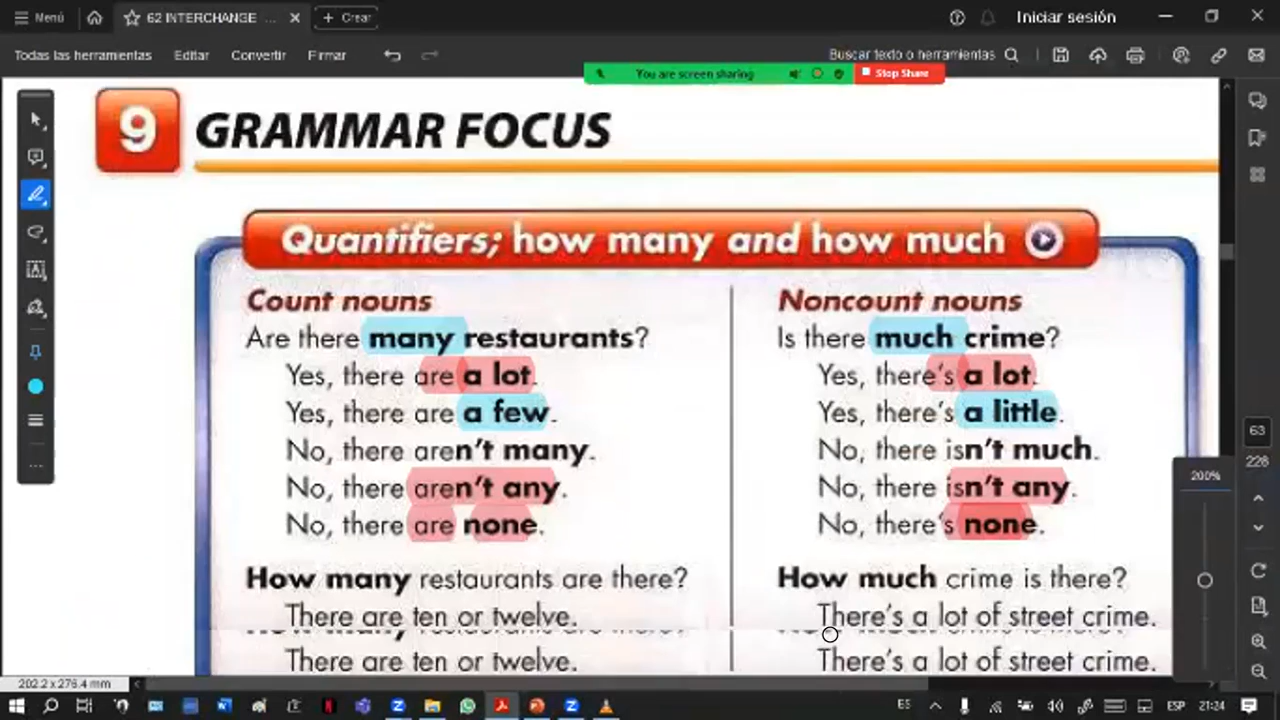 Menú
62 INTERCHANGE ...
+ Crear
Iniciar sesión
Todas las herramientas Editar Convertir Firmar
Buscar texto o herramientas
You are screen sharing
Stop Share
9 GRAMMAR FOCUS
Quantifiers; how many and how much
Count nouns
Are there many restaurants?
Yes, there are a lot.
Yes, there are a few.
No, there aren't many.
No, there aren't any.
No, there are none.
How many restaurants are there?
There are ten or twelve.
There are ten or twelve.
Noncount nouns
Is there much crime?
Yes, there's a lot.
Yes, there's a little.
No, there isn't much.
No, there isn't any.
No, there's none.
How much crime is there?
There's a lot of street crime.
There's a lot of street crime.
63
228
200%
202.2 x 276.4 mm
ES
ESP
21:24